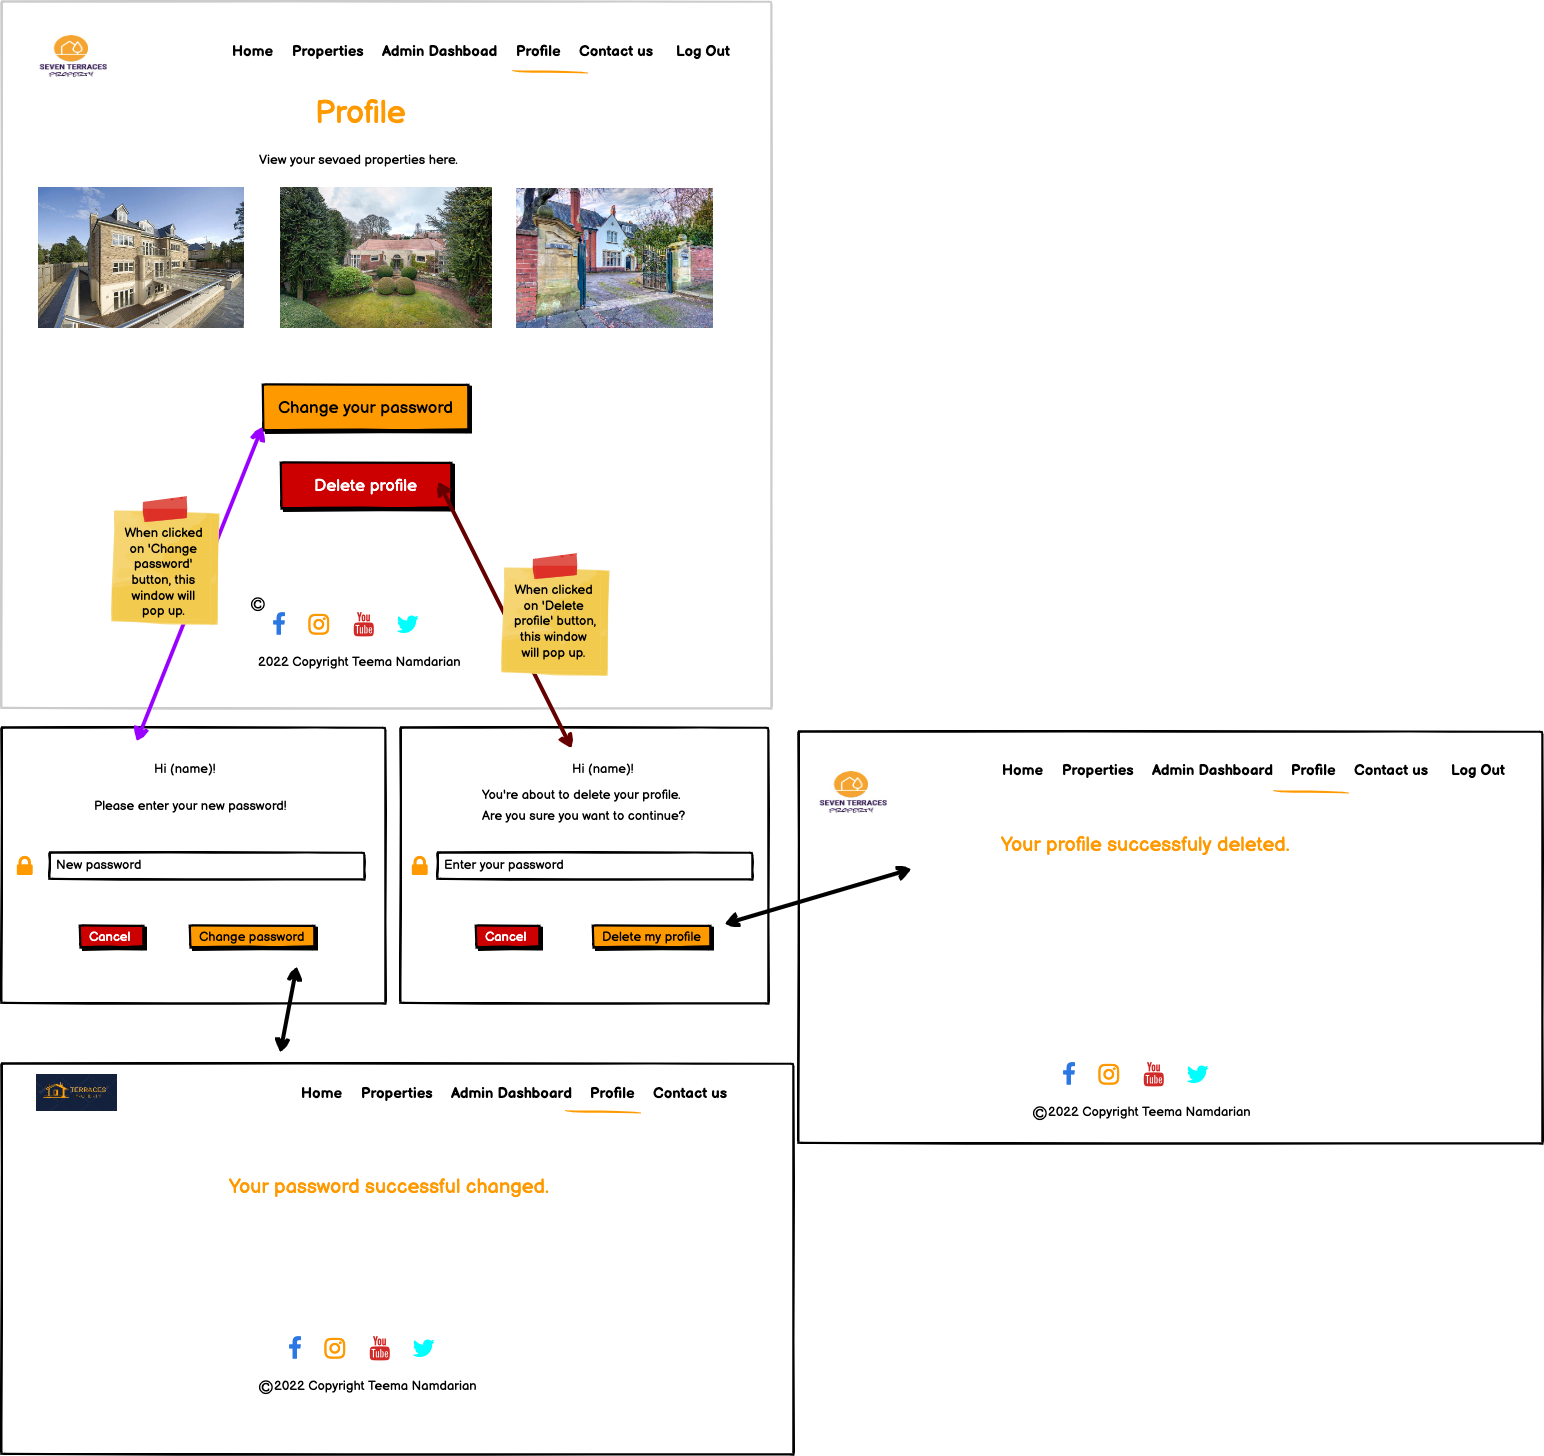 SEVEN TERRACES
PROPERTY
Home Properties Admin Dashboad Profile Contact us Log Out
Profile
View your sevaed properties here.
Change your password
Delete profile
When clicked
on 'Change
password'
button, this
window will
pop up.
When clicked
on 'Delete
profile' button,
this window
will pop up.
©
You
Tube
2022 Copyright Teema Namdarian
Hi (name)!
Please enter your new password!
New password
Cancel Change password
Hi (name)!
You're about to delete your profile.
Are you sure you want to continue?
Enter your password
Cancel Delete my profile
SEVEN TERRACES
PROPERTY
Home Properties Admin Dashboard Profile Contact us Log Out
Your profile successfuly deleted.
You
Tube
©2022 Copyright Teema Namdarian
TERRACES
Home Properties Admin Dashboard Profile Contact us
Your password successful changed.
You
Tube
©2022 Copyright Teema Namdarian